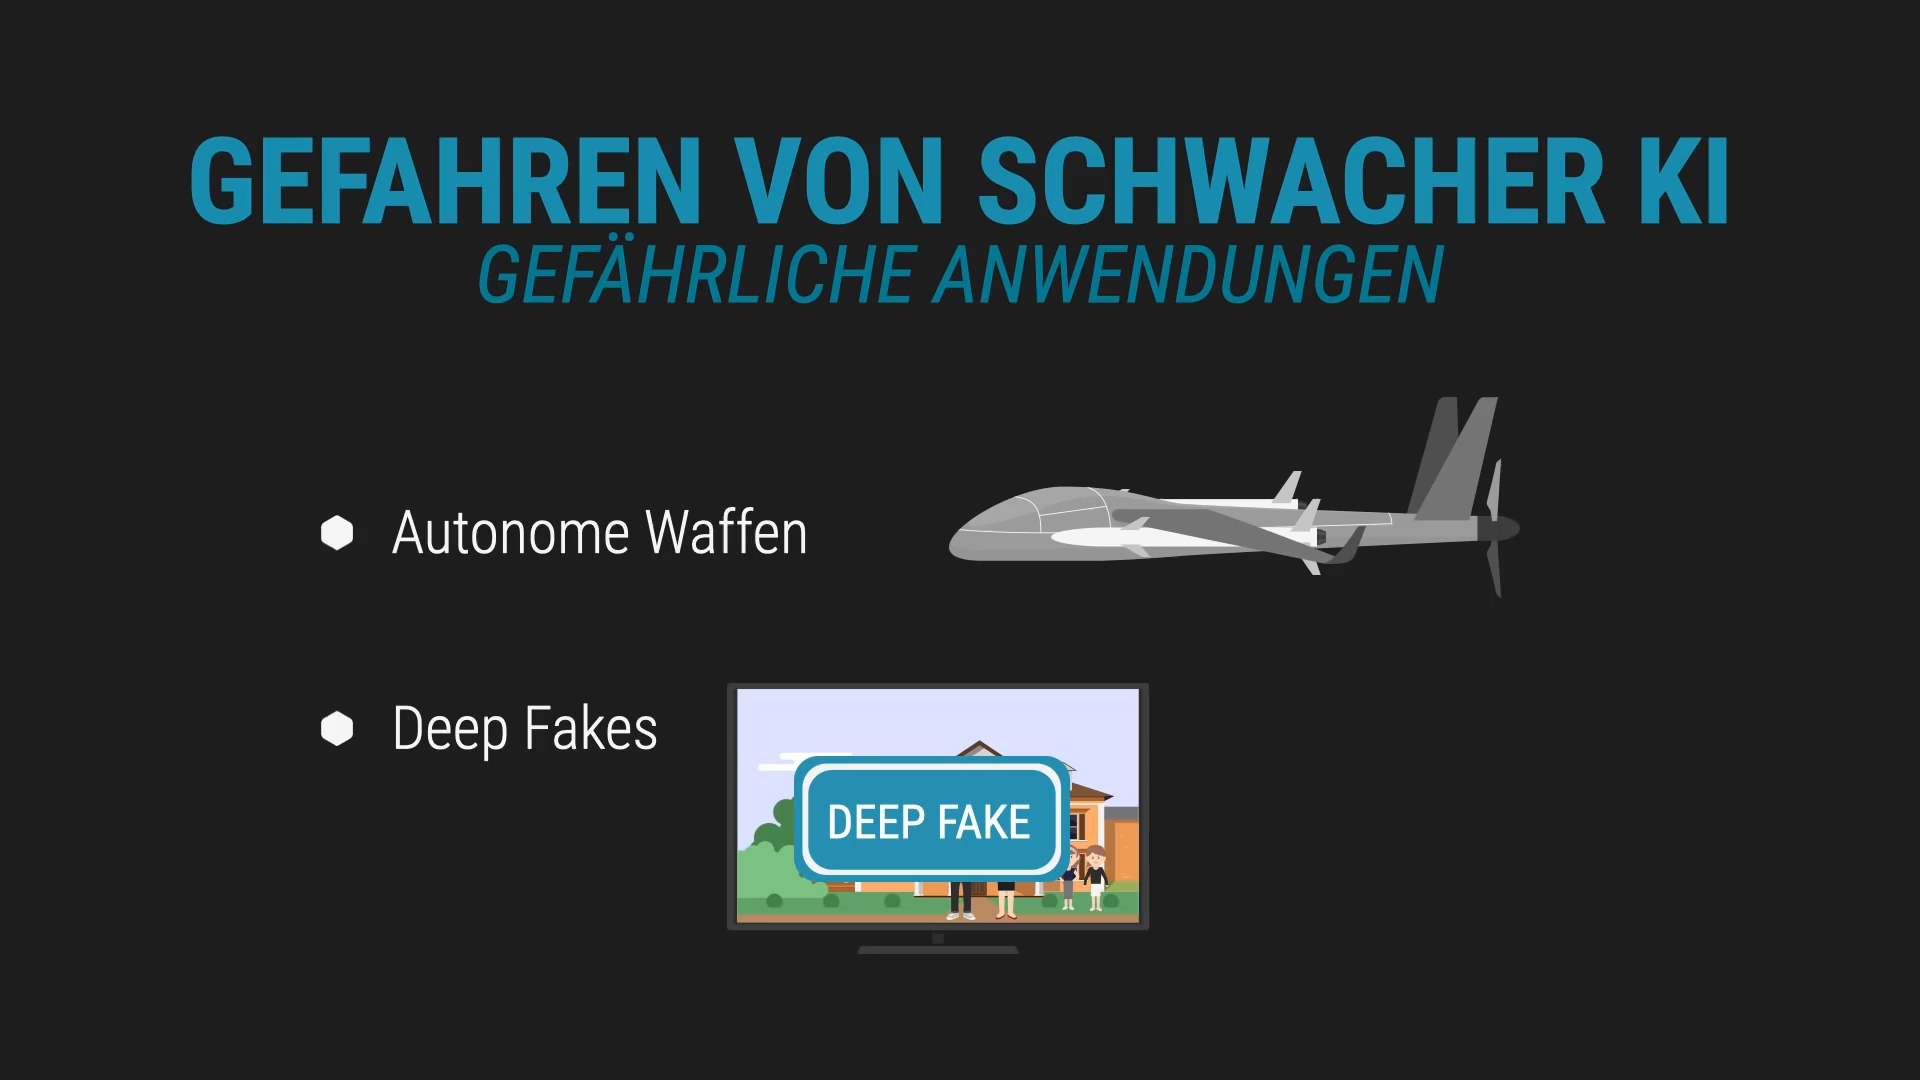 GEFAHREN VON SCHWACHER KI
GEFÄHRLICHE ANWENDUNGEN
Autonome Waffen
Deep Fakes
DEEP FAKE